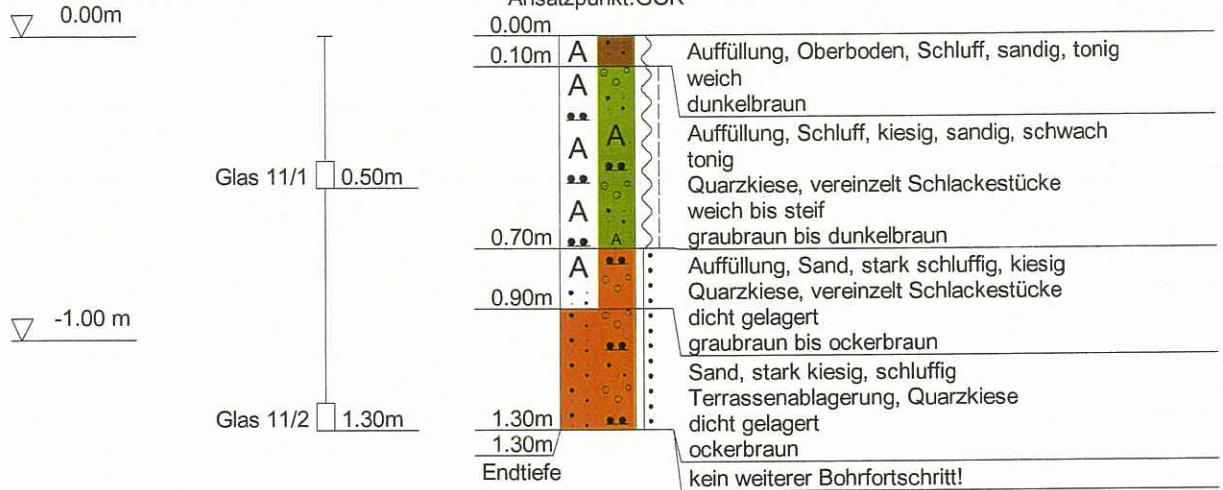 Ansatzpunkt:GOK
0.00m
0.00m
0.10m
A
Auffüllung, Oberboden, Schluff, sandig, tonig
weich
dunkelbraun
A
A
A
A
Auffüllung, Schluff, kiesig, sandig, schwach
tonig
Quarzkiese, vereinzelt Schlackestücke
weich bis steif
graubraun bis dunkelbraun
Glas 11/1
0.50m
0.70m
A
A
Auffüllung, Sand, stark schluffig, kiesig
Quarzkiese, vereinzelt Schlackestücke
dicht gelagert
graubraun bis ockerbraun
0.90m
-1.00 m
Sand, stark kiesig, schluffig
Terrassenablagerung, Quarzkiese
dicht gelagert
ockerbraun
Glas 11/2
1.30m
1.30m
1.30m
Endtiefe
kein weiterer Bohrfortschritt!